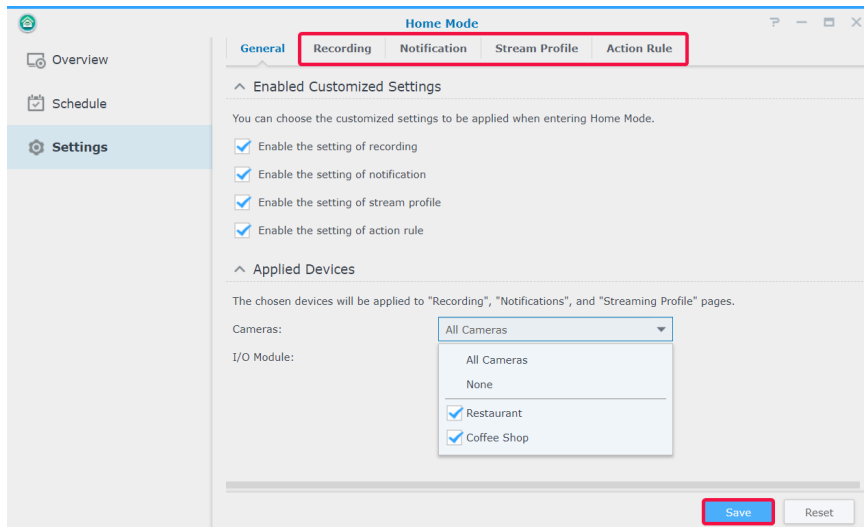 Home Mode
Overview
Schedule
Settings
General Recording Notification Stream Profile Action Rule
Enabled Customized Settings
You can choose the customized settings to be applied when entering Home Mode.
Enable the setting of recording
Enable the setting of notification
Enable the setting of stream profile
Enable the setting of action rule
Applied Devices
The chosen devices will be applied to "Recording", "Notifications", and "Streaming Profile" pages.
Cameras: All Cameras
I/O Module:
All Cameras
None
Restaurant
Coffee Shop
Save Reset